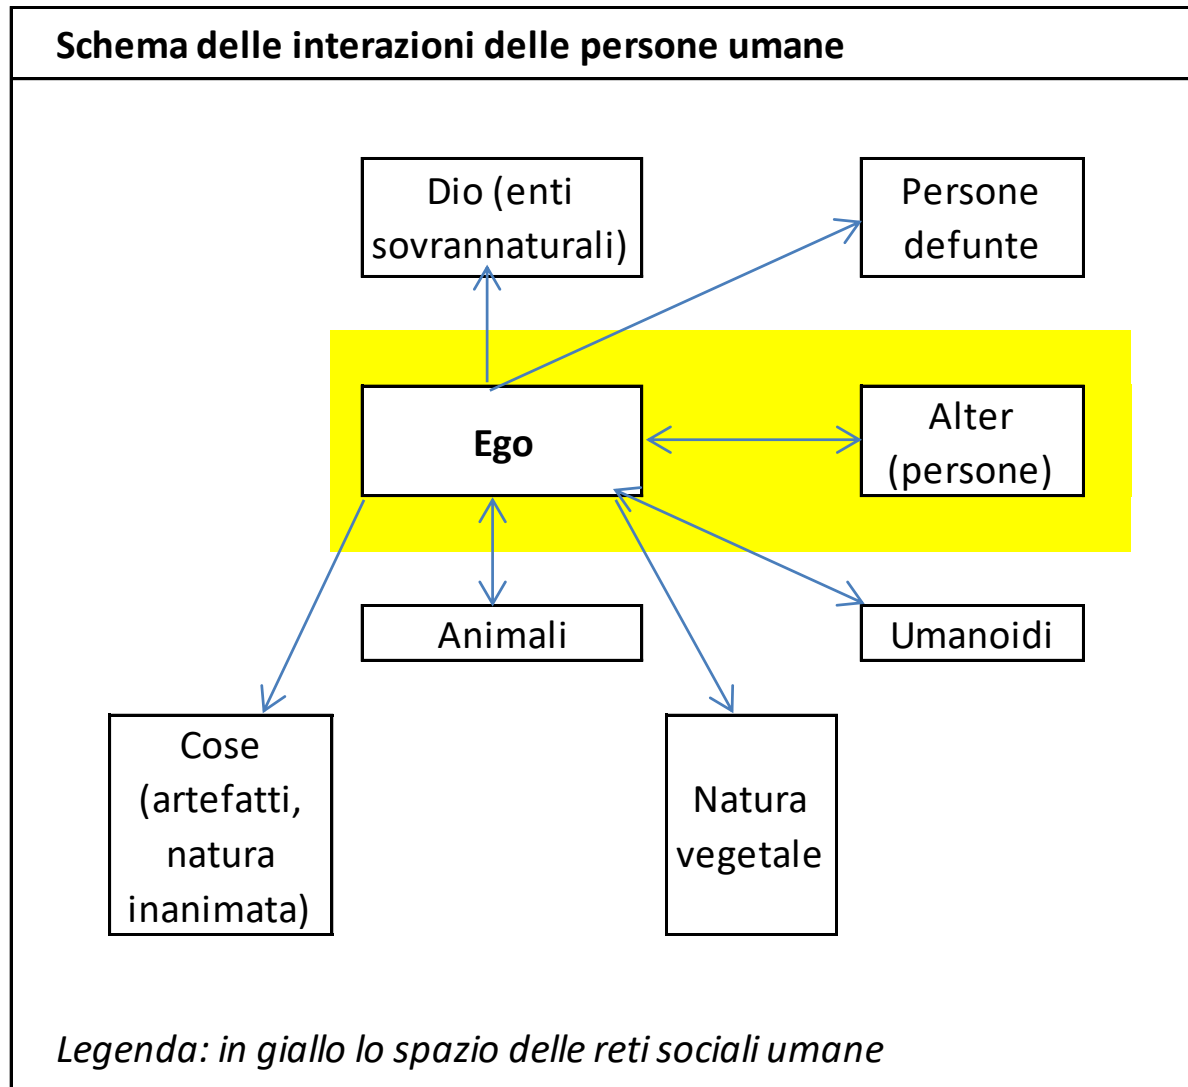 Schema delle interazioni delle persone umane
Dio (enti
sovrannaturali)
Persone
defunte
Ego
Alter
(persone)
Animali
Umanoidi
Cose
(artefatti,
natura
inanimata)
Natura
vegetale
Legenda: in giallo lo spazio delle reti sociali umane